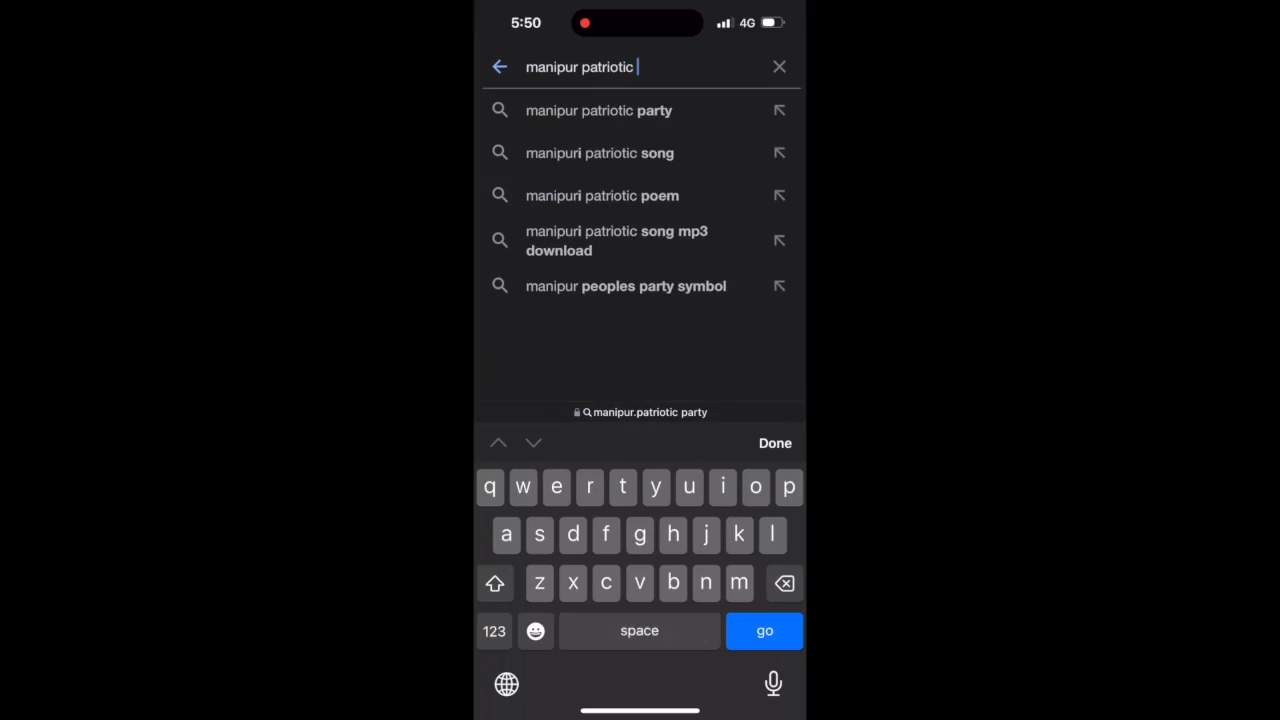 5:50
4G
manipur patriotic
manipur patriotic party
manipuri patriotic song
manipuri patriotic poem
manipuri patriotic song mp3
download
manipur peoples party symbol
manipur.patriotic party
Done
q w e r t y u i o p
a s d f g h j k l
z x c v b n m
123 space go